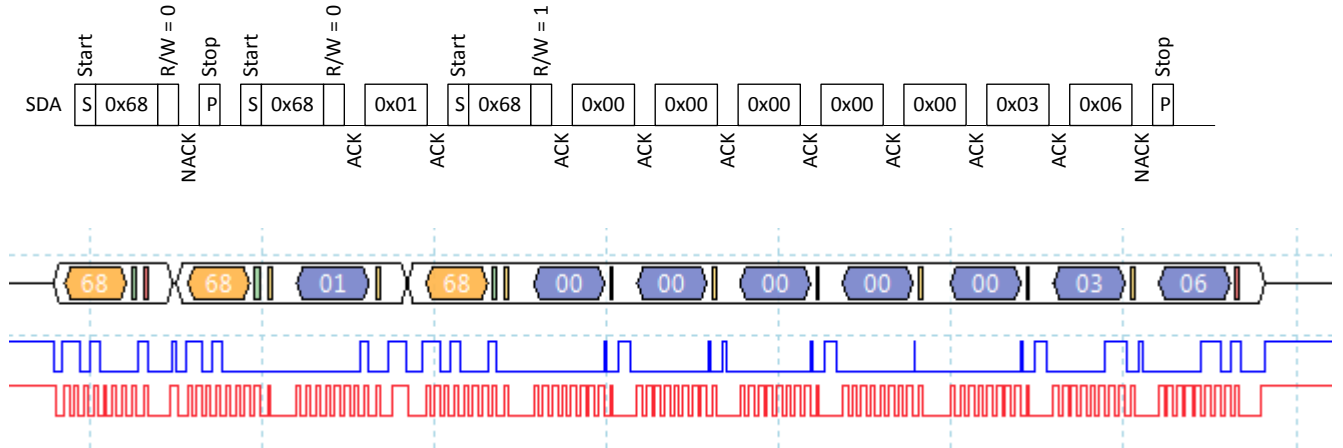 Start R/W = 0 Stop Start R/W = 0 Start R/W = 1 Stop
SDA S 0x68 P S 0x68 0x01 S 0x68 0x00 0x00 0x00 0x00 0x00 0x03 0x06 P
NACK ACK ACK ACK ACK ACK ACK ACK ACK ACK NACK
68 68 01 68 00 00 00 00 00 03 06